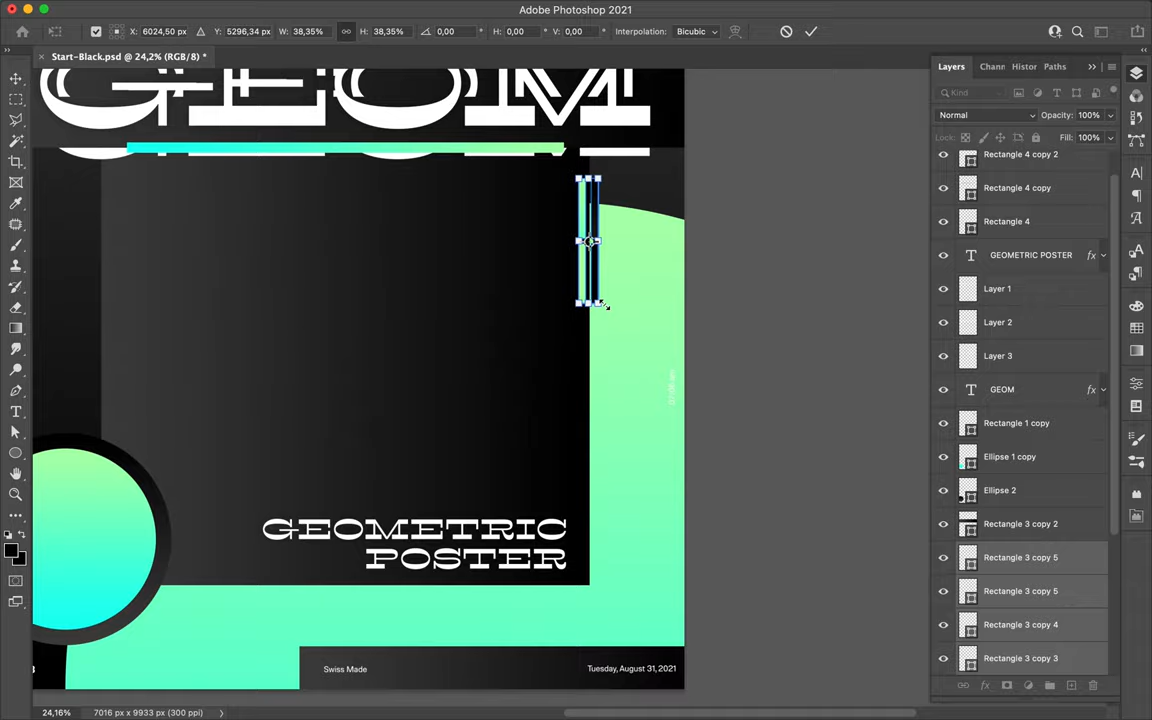 Adobe Photoshop 2021
X: 6024,50 px Y: 5296,34 px W: 38,35% H: 38,35% 0,00 ° H: 0,00 ° V: 0,00 ° Interpolation: Bicubic
Start-Black.psd @ 24,2% (RGB/8) *
Layers Chann Histor Paths
Kind
Normal Opacity: 100%
Lock: Fill: 100%
Rectangle 4 copy 2
Rectangle 4 copy
Rectangle 4
GEOMETRIC POSTER fx
Layer 1
Layer 2
Layer 3
GEOM fx
Rectangle 1 copy
Ellipse 1 copy
Ellipse 2
Rectangle 3 copy 2
Rectangle 3 copy 5
Rectangle 3 copy 5
Rectangle 3 copy 4
Rectangle 3 copy 3
GEOM
GEOMETRIC
POSTER
3
Swiss Made
Tuesday, August 31, 2021
24,16% 7016 px x 9933 px (300 ppi)